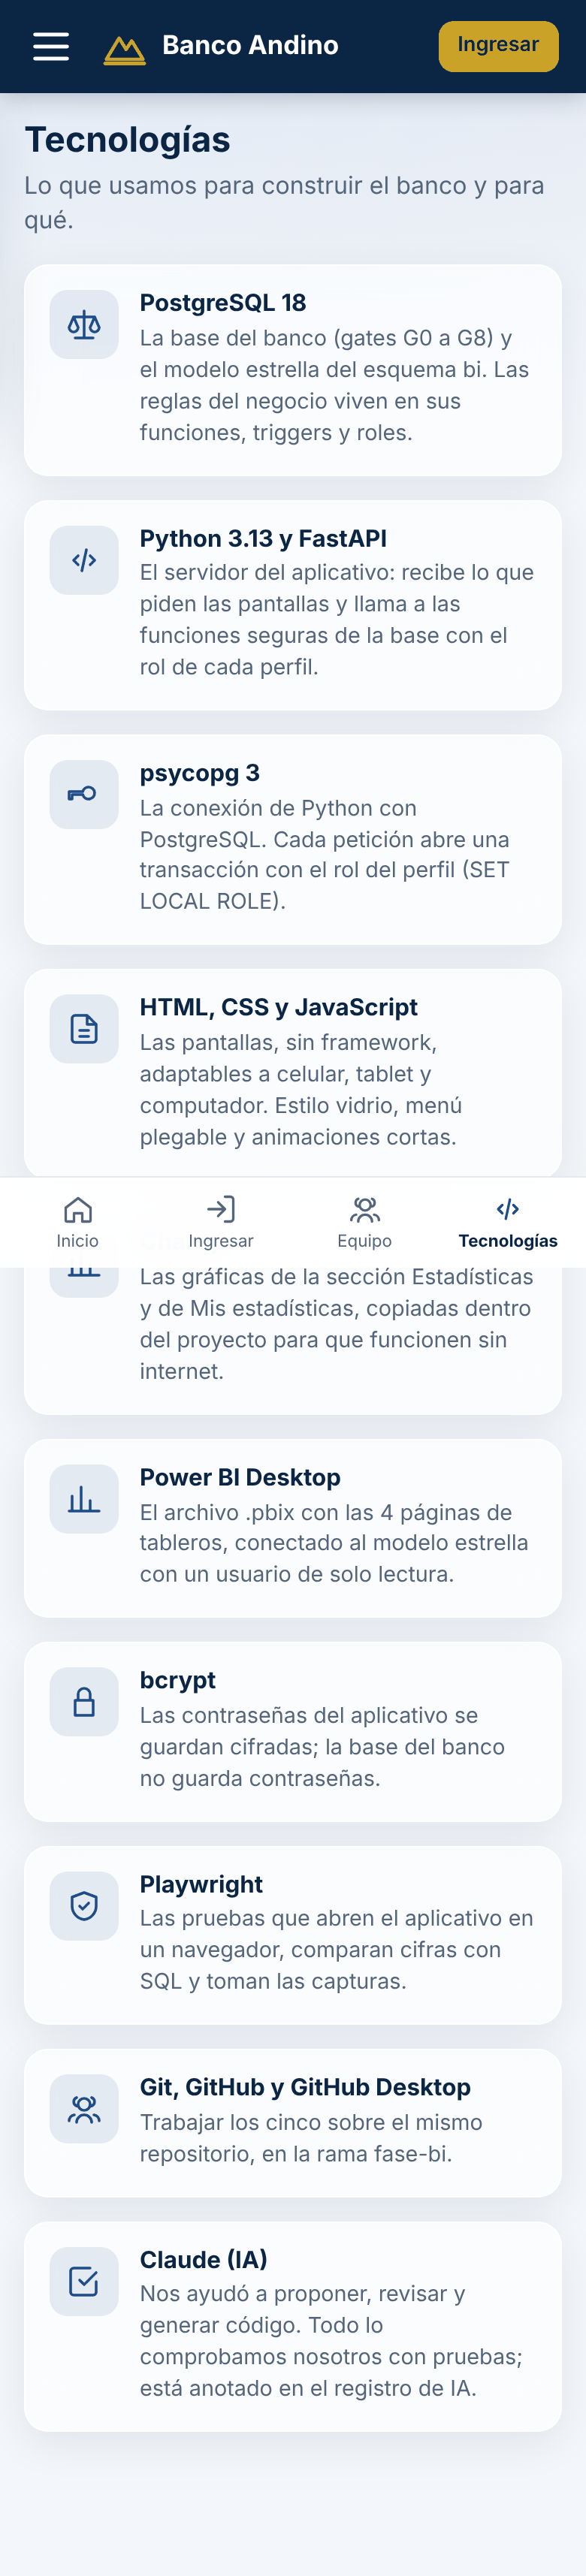 Banco Andino
Ingresar
Tecnologías
Lo que usamos para construir el banco y para
qué.
PostgreSQL 18
La base del banco (gates G0 a G8) y
el modelo estrella del esquema bi. Las
reglas del negocio viven en sus
funciones, triggers y roles.
Python 3.13 y FastAPI
El servidor del aplicativo: recibe lo que
piden las pantallas y llama a las
funciones seguras de la base con el
rol de cada perfil.
psycopg 3
La conexión de Python con
PostgreSQL. Cada petición abre una
transacción con el rol del perfil (SET
LOCAL ROLE).
HTML, CSS y JavaScript
Las pantallas, sin framework,
adaptables a celular, tablet y
computador. Estilo vidrio, menú
plegable y animaciones cortas.
Inicio
Ingresar
Equipo
Tecnologías
Las gráficas de la sección Estadísticas
y de Mis estadísticas, copiadas dentro
del proyecto para que funcionen sin
internet.
Power BI Desktop
El archivo .pbix con las 4 páginas de
tableros, conectado al modelo estrella
con un usuario de solo lectura.
bcrypt
Las contraseñas del aplicativo se
guardan cifradas; la base del banco
no guarda contraseñas.
Playwright
Las pruebas que abren el aplicativo en
un navegador, comparan cifras con
SQL y toman las capturas.
Git, GitHub y GitHub Desktop
Trabajar los cinco sobre el mismo
repositorio, en la rama fase-bi.
Claude (IA)
Nos ayudó a proponer, revisar y
generar código. Todo lo
comprobamos nosotros con pruebas;
está anotado en el registro de IA.